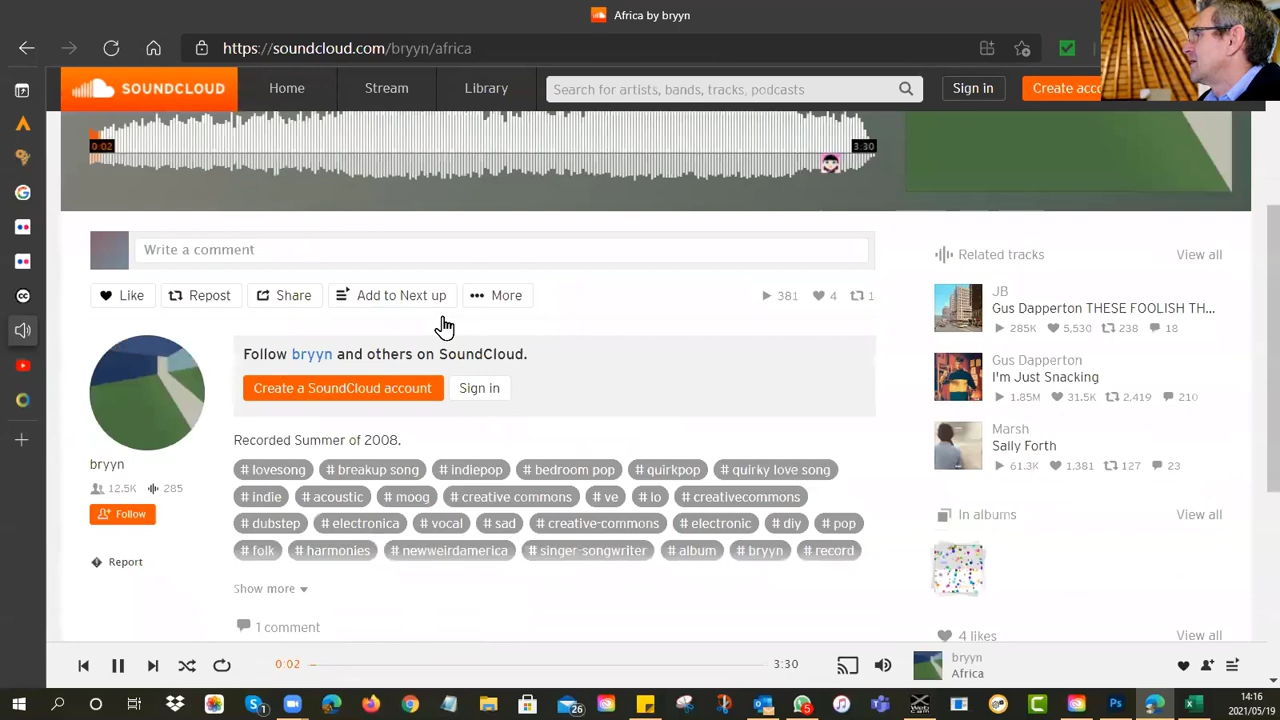 Africa by bryyn
https://soundcloud.com/bryyn/africa
SOUNDCLOUD
Home
Stream
Library
Search for artists, bands, tracks, podcasts
Sign in
Create acco
0:02
3:30
Write a comment
Like
Repost
Share
Add to Next up
More
381
4
1
Follow bryyn and others on SoundCloud.
Create a SoundCloud account
Sign in
bryyn
12.5K
285
Follow
Report
Recorded Summer of 2008.
# lovesong # breakup song # indiepop # bedroom pop # quirkpop # quirky love song
# indie # acoustic # moog # creative commons # ve # lo # creativecommons
# dubstep # electronica # vocal # sad # creative-commons # electronic # diy # pop
# folk # harmonies # newweirdamerica # singer-songwriter # album # bryyn # record
Show more
1 comment
Related tracks
View all
JB
Gus Dapperton THESE FOOLISH TH...
285K 5,530 238 18
Gus Dapperton
I'm Just Snacking
1.85M 31.5K 2,419 210
Marsh
Sally Forth
61.3K 1,381 127 23
In albums
View all
4 likes
View all
0:02
3:30
bryyn
Africa
1
26
5
14:16
2021/05/19